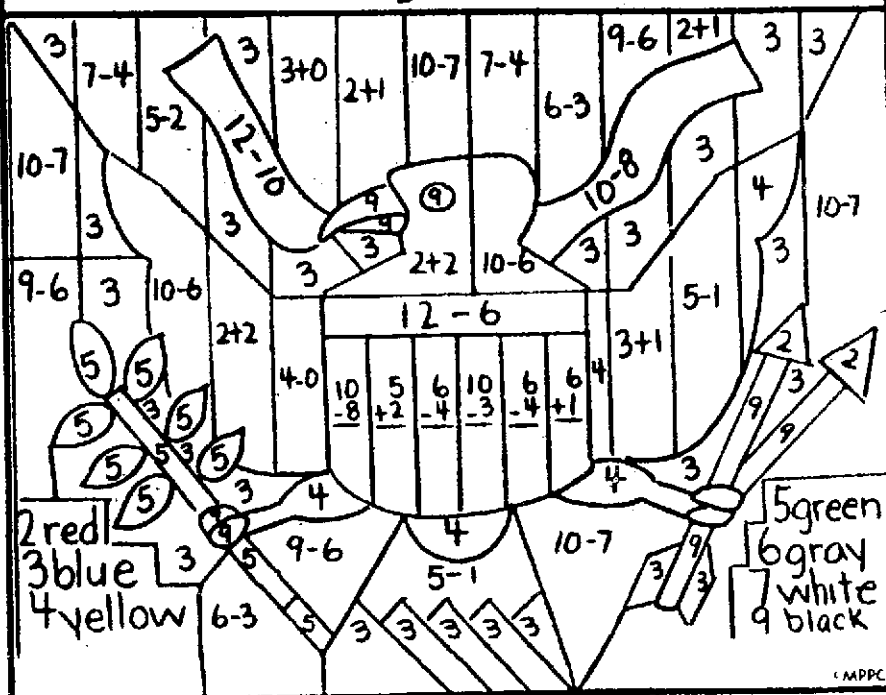 3 7-4 5-2 3 3+0 2+1 10-7 7-4 6-3 9-6 2+1 3 3
10-7 3 12-10 3 3 9 9 9 3 2+2 10-6 10-8 3 3 3 4 3 10-7
9-6 3 10-6 2+2 4-0 12-6 4 3+1 5-1
10 5 6 10 6 6
-8 +2 -4 -3 -4 +1
5 5 5 5 5 5 5 3 3 5
2 2 3 9 9
3 4 4 3
9 9-6 4 10-7 9
3 5 5-1 3 3
6-3 5 3 3 3 3 3
2 red
3 blue
4 yellow
5 green
6 gray
7 white
9 black
MPPC